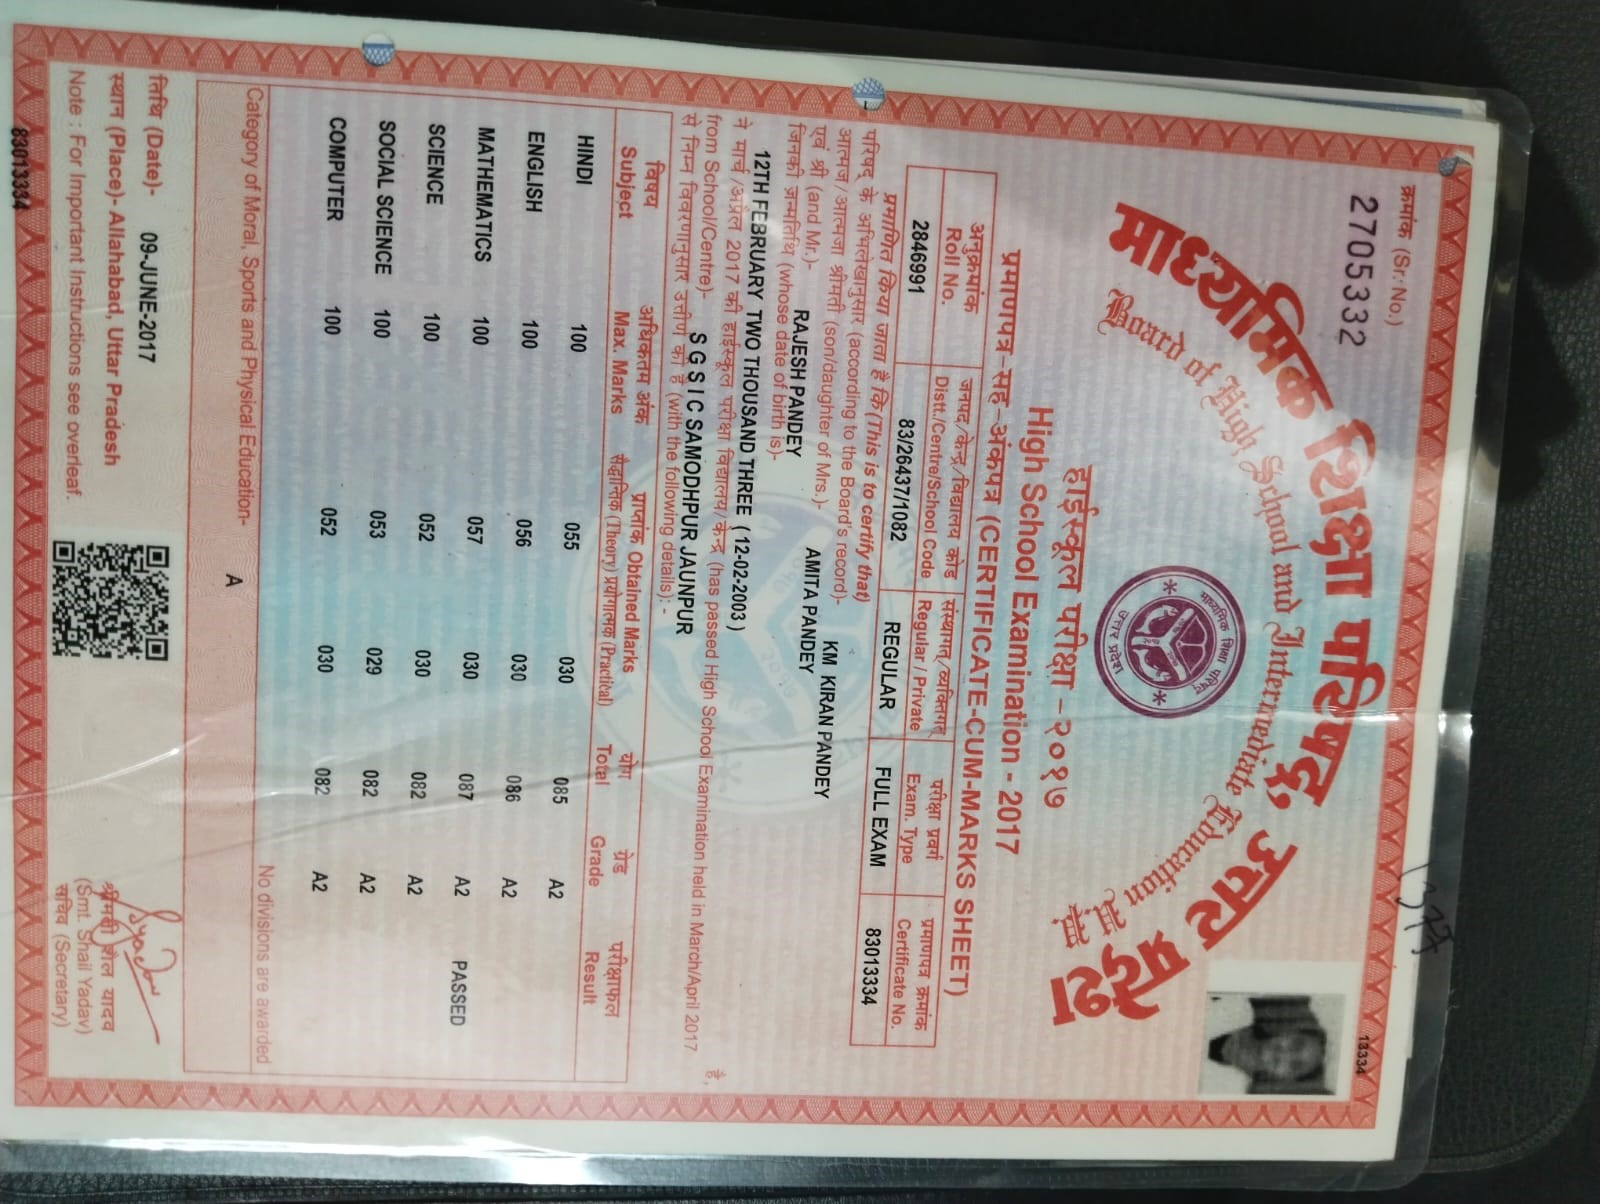 क्रमांक (Sr. No.)
2705332
13334
माध्यमिक शिक्षा परिषद्, उत्तर प्रदेश
Board of High School and Intermediate Education U.P.
माध्यमिक शिक्षा परिषद
उत्तर प्रदेश
हाईस्कूल परीक्षा - २०१७
High School Examination - 2017
प्रमाणपत्र-सह-अंकपत्र (CERTIFICATE-CUM-MARKS SHEET)
अनुक्रमांक जनपद/केन्द्र/विद्यालय कोड संस्थागत/व्यक्तिगत परीक्षा प्रवर्ग प्रमाणपत्र क्रमांक
Roll No. Distt./Centre/School Code Regular / Private Exam. Type Certificate No.
2846991 83/26437/1082 REGULAR FULL EXAM 83013334
प्रमाणित किया जाता है कि (This is to certify that)
परिषद के अभिलेखानुसार (according to the Board's record)- KM KIRAN PANDEY
आत्मज/आत्मजा श्रीमती (son/daughter of Mrs.)- AMITA PANDEY
एवं श्री (and Mr.)- RAJESH PANDEY
जिनकी जन्मतिथि (whose date of birth is)-
12TH FEBRUARY TWO THOUSAND THREE (12-02-2003) है,
ने मार्च/अप्रैल 2017 की हाईस्कूल परीक्षा विद्यालय/केन्द्र (has passed High School Examination held in March/April 2017
from School/Centre)- S G S I C SAMODHPUR JAUNPUR
से निम्न विवरणानुसार उत्तीर्ण की है (with the following details): -
विषय अधिकतम अंक प्राप्तांक Obtained Marks योग ग्रेड परीक्षाफल
Subject Max. Marks सैद्धान्तिक (Theory) प्रयोगात्मक (Practical) Total Grade Result
HINDI 100 055 030 085 A2
ENGLISH 100 056 030 086 A2
MATHEMATICS 100 057 030 087 A2 PASSED
SCIENCE 100 052 030 082 A2
SOCIAL SCIENCE 100 053 029 082 A2
COMPUTER 100 052 030 082 A2
No divisions are awarded
Category of Moral, Sports and Physical Education- A
तिथि (Date)- 09-JUNE-2017
स्थान (Place)- Allahabad, Uttar Pradesh
Note : For Important Instructions see overleaf.
श्रीमती शैल यादव
(Smt. Shail Yadav)
सचिव (Secretary)
83013334